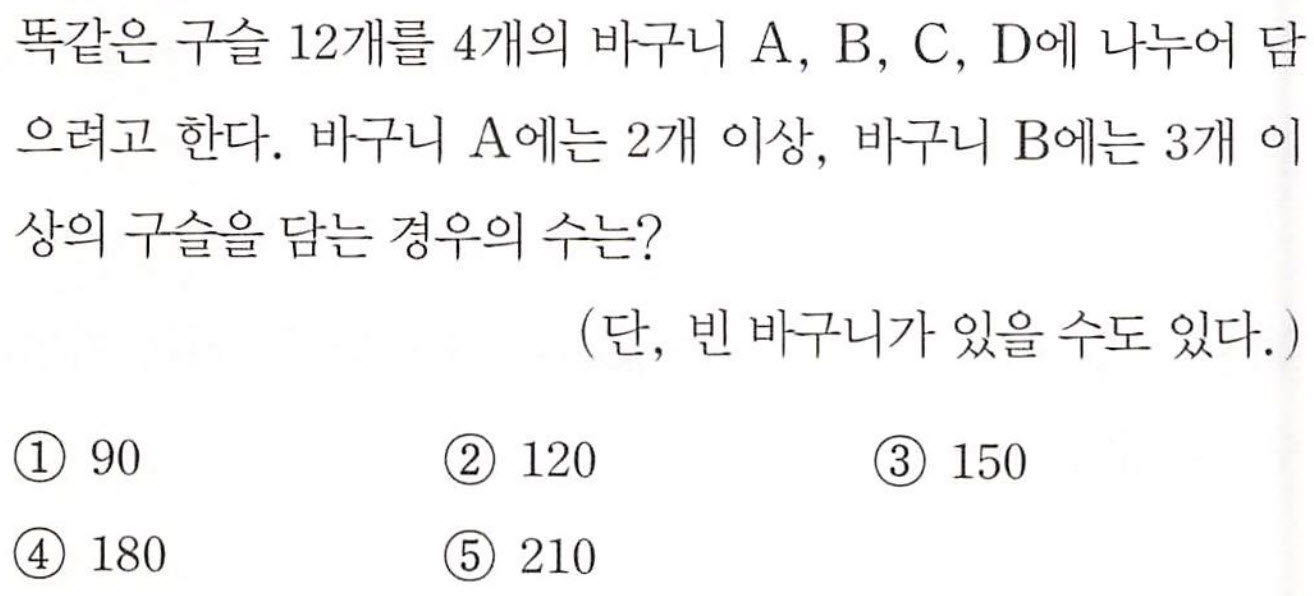 똑같은 구슬 12개를 4개의 바구니 A, B, C, D에 나누어 담
으려고 한다. 바구니 A에는 2개 이상, 바구니 B에는 3개 이
상의 구슬을 담는 경우의 수는?
(단, 빈 바구니가 있을 수도 있다.)
① 90 ② 120 ③ 150
④ 180 ⑤ 210